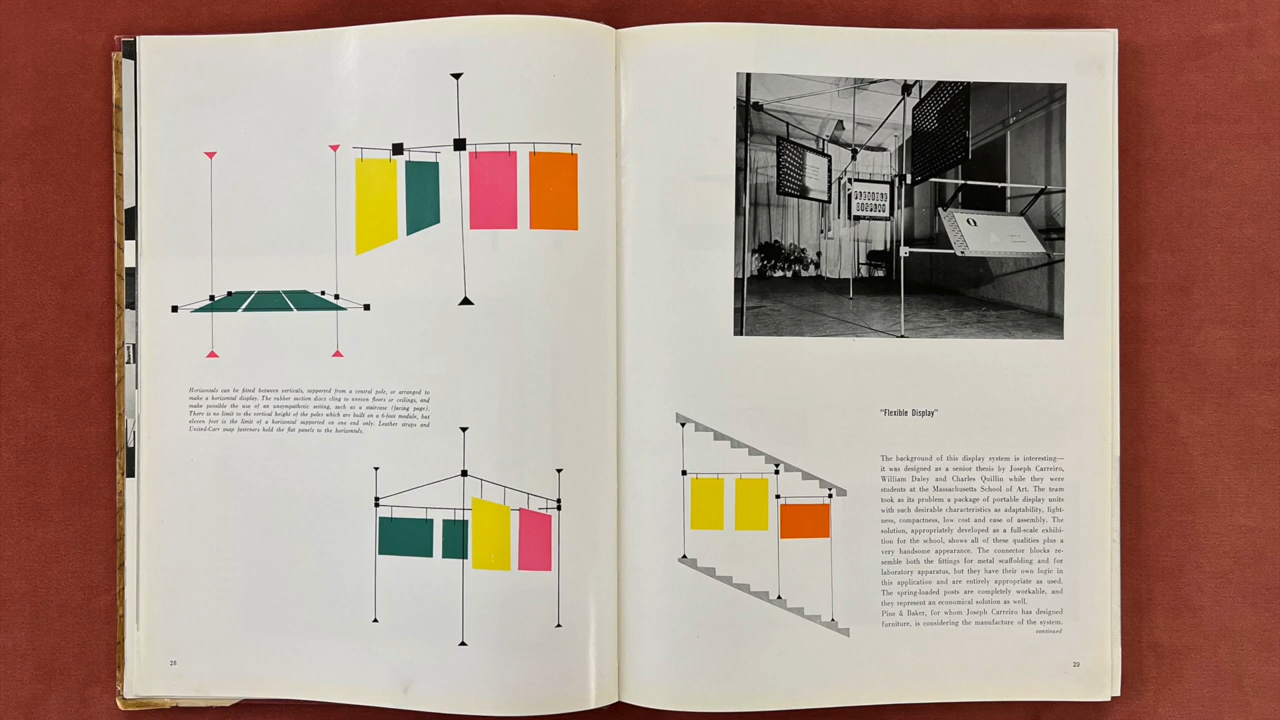 Horizontals can be fitted between verticals, supported from a central pole, or arranged to
make a horizontal display. The rubber suction discs cling to uneven floors or ceilings, and
make possible the use of an unsympathetic setting, such as a staircase (facing page).
There is no limit to the vertical height of the poles which are built on a 6-foot module, but
eleven feet is the limit of a horizontal supported on one end only. Leather straps and
United-Carr snap fasteners hold the flat panels to the horizontals.
28
FLEXIBLE
DISPLAY
Q
"Flexible Display"
The background of this display system is interesting—
it was designed as a senior thesis by Joseph Carreiro,
William Daley and Charles Quillin while they were
students at the Massachusetts School of Art. The team
took as its problem a package of portable display units
with such desirable characteristics as adaptability, light-
ness, compactness, low cost and ease of assembly. The
solution, appropriately developed as a full-scale exhibi-
tion for the school, shows all of these qualities plus a
very handsome appearance. The connector blocks re-
semble both the fittings for metal scaffolding and for
laboratory apparatus, but they have their own logic in
this application and are entirely appropriate as used.
The spring-loaded posts are completely workable, and
they represent an economical solution as well.
Pine & Baker, for whom Joseph Carreiro has designed
furniture, is considering the manufacture of the system.
continued
29